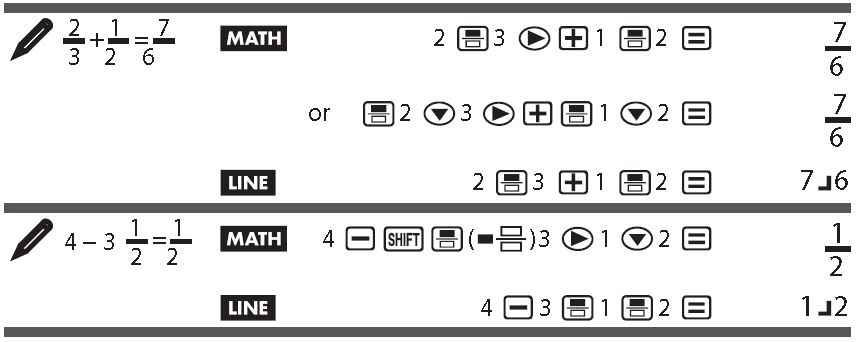 2/3 + 1/2 = 7/6 MATH 2 3 + 1 2 = 7/6
or 2 3 + 1 2 = 7/6
LINE 2 3 + 1 2 = 7⌟6
4 – 3 1/2 = 1/2 MATH 4 − SHIFT ( ) 3 1 2 = 1/2
LINE 4 − 3 1 2 = 1⌟2